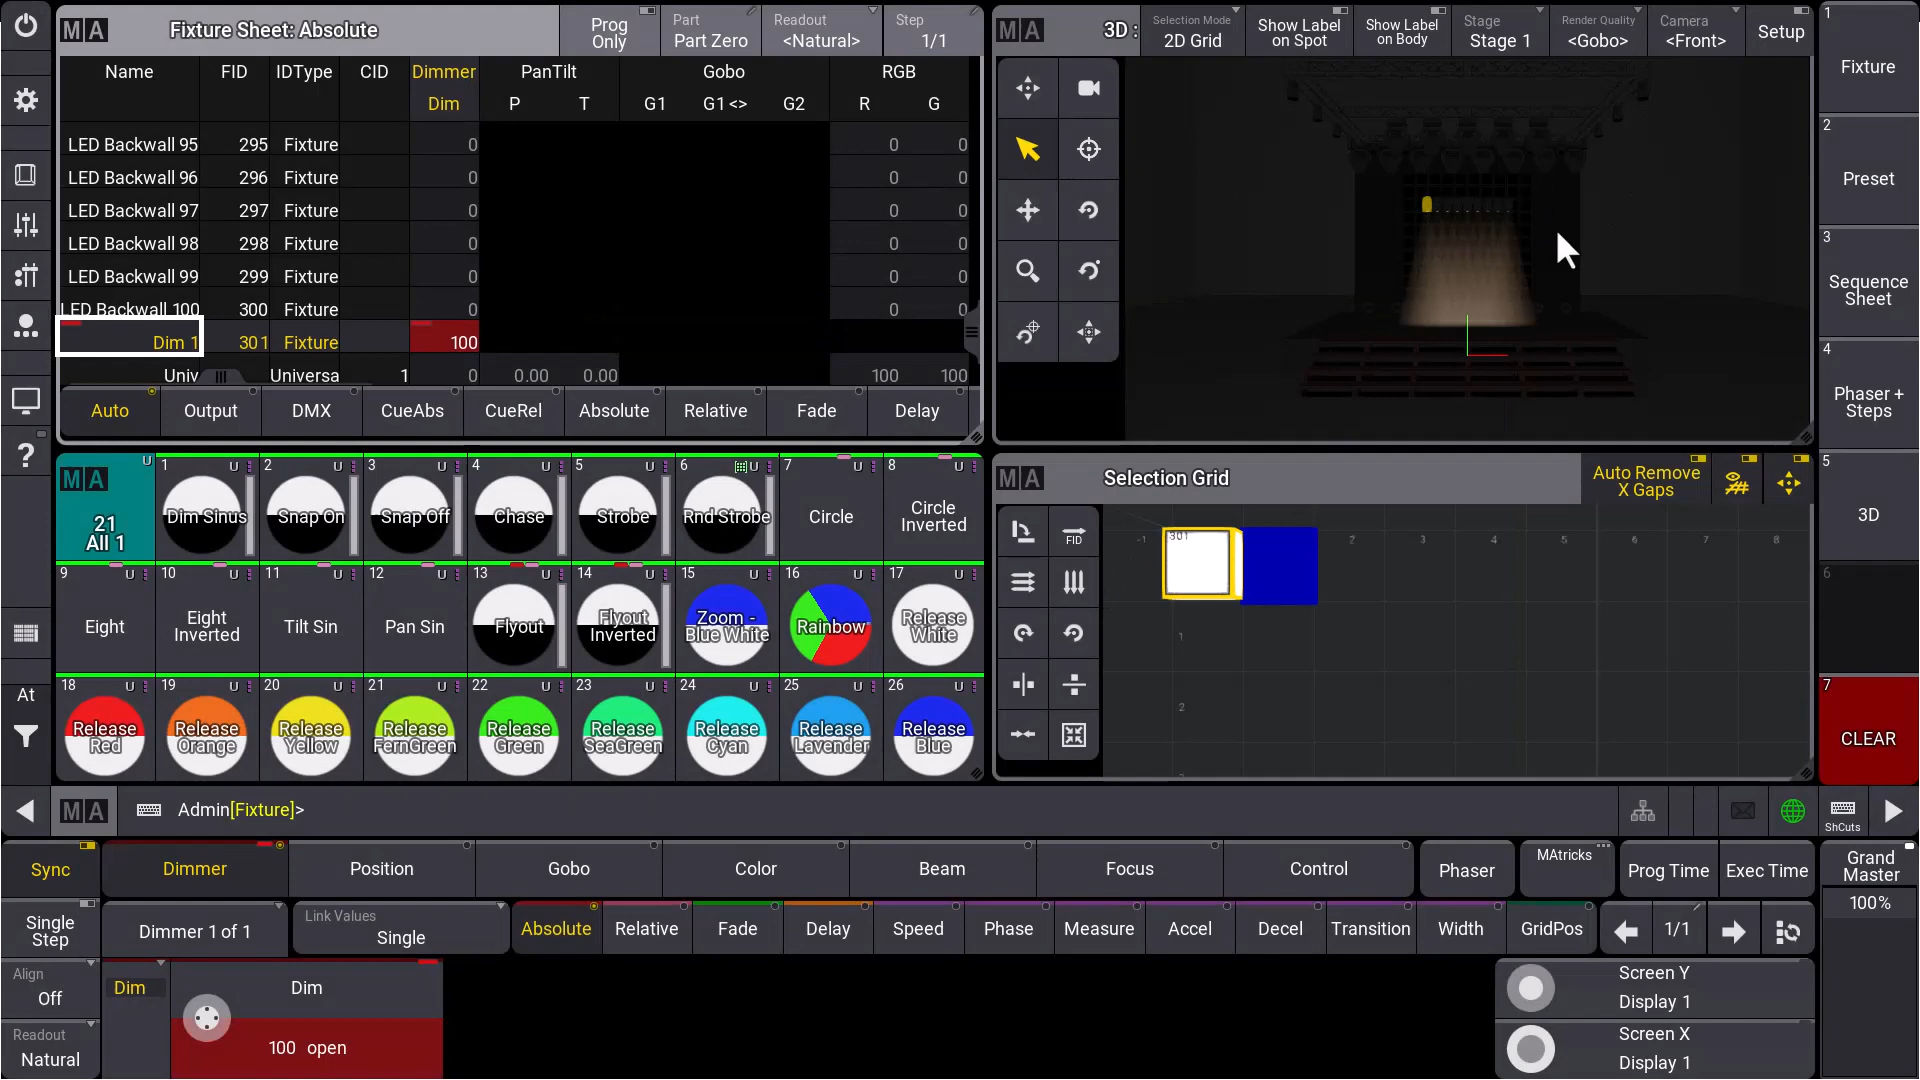 MA
Fixture Sheet: Absolute
Prog
Only
Part
Part Zero
Readout
<Natural>
Step
1/1
Name FID IDType CID Dimmer PanTilt Gobo RGB
Dim P T G1 G1 <> G2 R G
LED Backwall 95 295 Fixture 0 0 0
LED Backwall 96 296 Fixture 0 0 0
LED Backwall 97 297 Fixture 0 0 0
LED Backwall 98 298 Fixture 0 0 0
LED Backwall 99 299 Fixture 0 0 0
LED Backwall 100 300 Fixture 0 0 0
Dim 1 301 Fixture 100
Univ Universa 1 0 0.00 0.00 100 100
Auto Output DMX CueAbs CueRel Absolute Relative Fade Delay
MA
3D :
Selection Mode
2D Grid
Show Label
on Spot
Show Label
on Body
Stage
Stage 1
Render Quality
<Gobo>
Camera
<Front>
Setup
1
Fixture
2
Preset
3
Sequence
Sheet
4
Phaser +
Steps
5
3D
6
7
CLEAR
MA
U
21
All 1
1 U
Dim Sinus
2 U
Snap On
3 U
Snap Off
4 U
Chase
5 U
Strobe
6 U
Rnd Strobe
7 U
Circle
8 U
Circle
Inverted
9 U
Eight
10 U
Eight
Inverted
11 U
Tilt Sin
12 U
Pan Sin
13 U
Flyout
14 U
Flyout
Inverted
15 U
Zoom -
Blue White
16 U
Rainbow
17 U
Release
White
18 U
Release
Red
19 U
Release
Orange
20 U
Release
Yellow
21 U
Release
FernGreen
22 U
Release
Green
23 U
Release
SeaGreen
24 U
Release
Cyan
25 U
Release
Lavender
26 U
Release
Blue
MA
Selection Grid
Auto Remove
X Gaps
FID
301
-1 2 3 4 5 6 7 8
1
2
?
At
MA
Admin[Fixture]>
ShCuts
Sync
Dimmer Position Gobo Color Beam Focus Control
Phaser MAtricks Prog Time Exec Time
Grand
Master
100%
Single
Step
Dimmer 1 of 1
Link Values
Single
Absolute Relative Fade Delay Speed Phase Measure Accel Decel Transition Width GridPos
1/1
Align
Off
Dim
Dim
100 open
Readout
Natural
Screen Y
Display 1
Screen X
Display 1